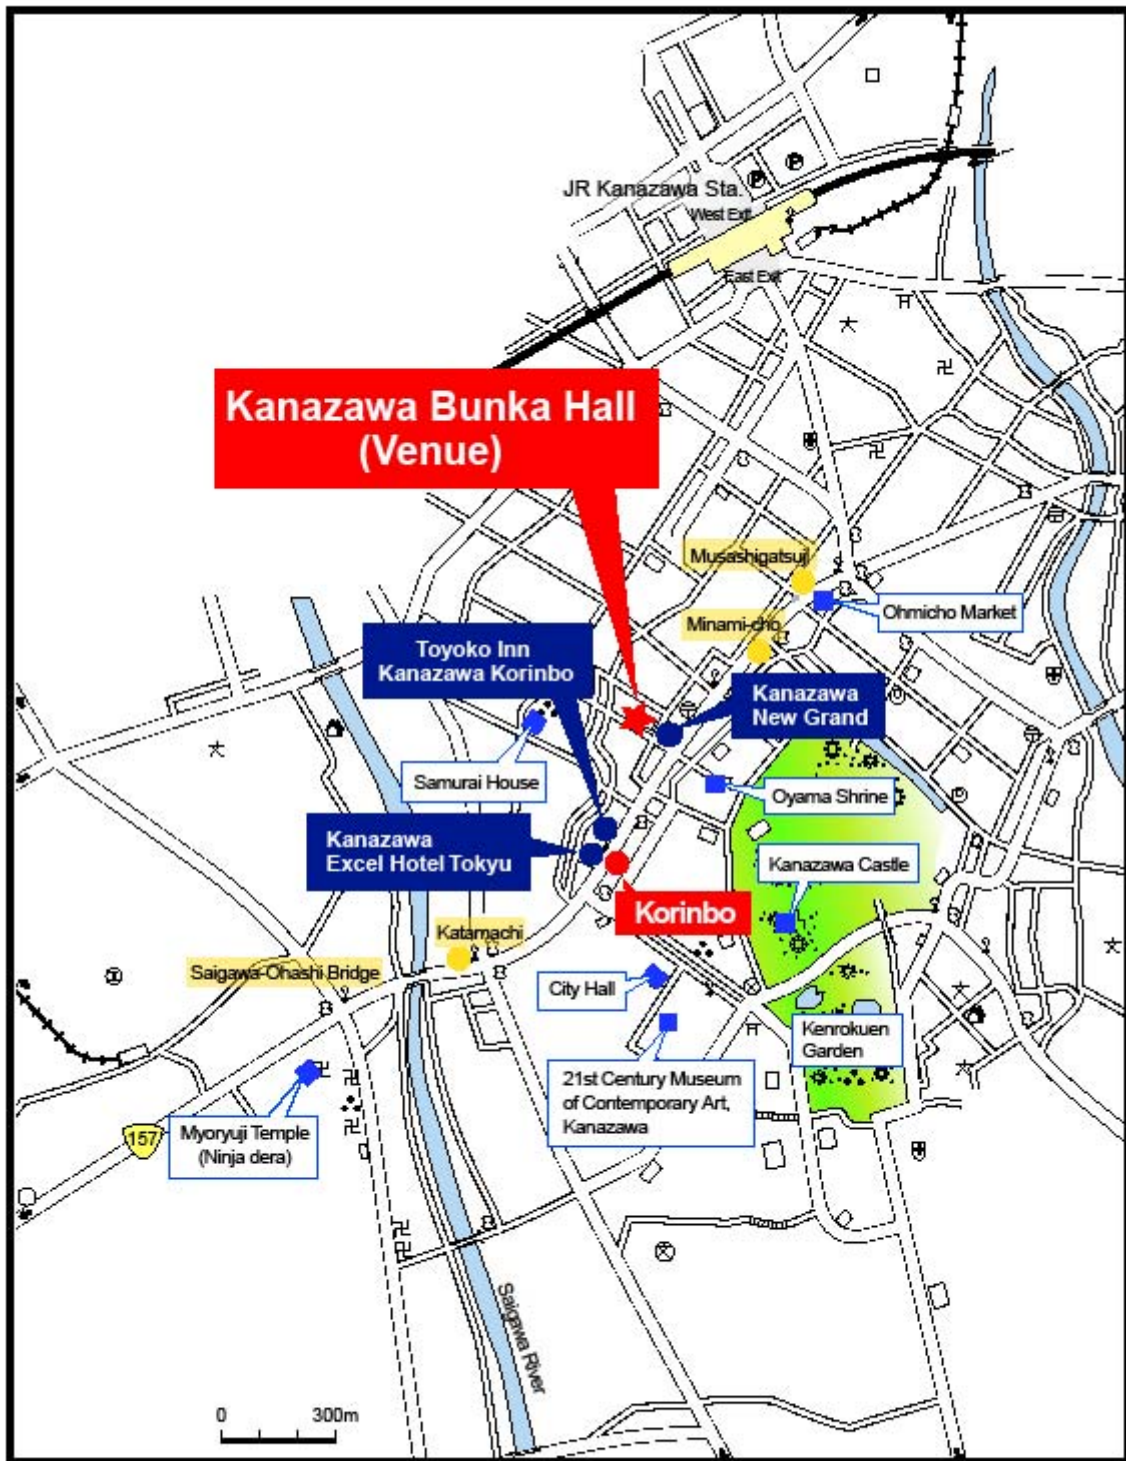 JR Kanazawa Sta.
West Exit
East Exit
Kanazawa Bunka Hall
(Venue)
Musashigatsuji
Ohmicho Market
Minami-cho
Toyoko Inn
Kanazawa Korinbo
Kanazawa
New Grand
Samurai House
Oyama Shrine
Kanazawa
Excel Hotel Tokyu
Kanazawa Castle
Korinbo
Katamachi
Saigawa-Ohashi Bridge
City Hall
Kenrokuen
Garden
21st Century Museum
of Contemporary Art,
Kanazawa
157
Myoryuji Temple
(Ninja dera)
Saigawa River
0 300m